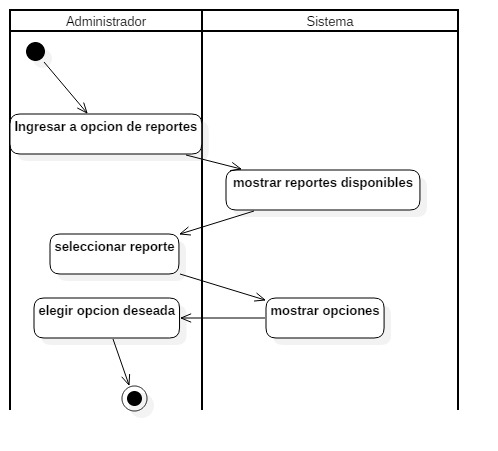 Administrador
Sistema
Ingresar a opcion de reportes
mostrar reportes disponibles
seleccionar reporte
elegir opcion deseada
mostrar opciones